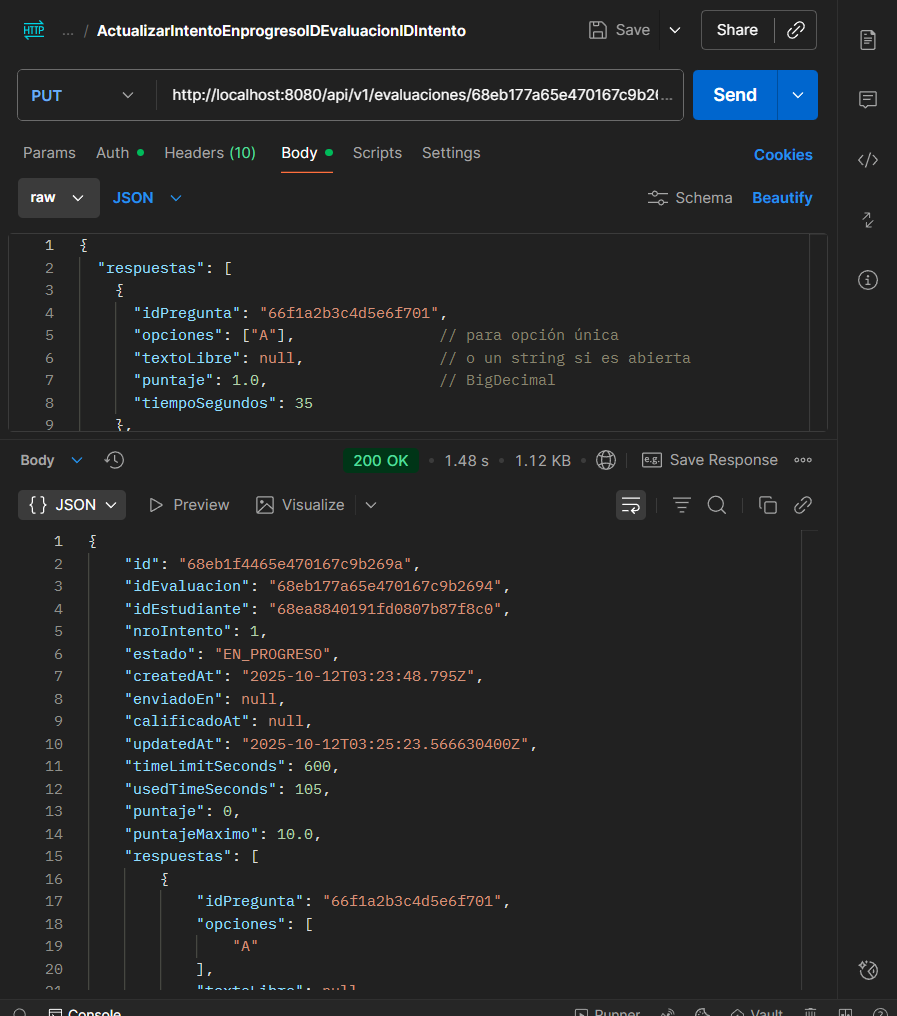 HTTP ... / ActualizarIntentoEnprogresoIDEvaluacionIDIntento Save Share
PUT http://localhost:8080/api/v1/evaluaciones/68eb177a65e470167c9b2... Send
Params Auth Headers (10) Body Scripts Settings Cookies
raw JSON Schema Beautify
1 {
2 "respuestas": [
3 {
4 "idPregunta": "66f1a2b3c4d5e6f701",
5 "opciones": ["A"], // para opción única
6 "textoLibre": null, // o un string si es abierta
7 "puntaje": 1.0, // BigDecimal
8 "tiempoSegundos": 35
9 },
Body 200 OK • 1.48 s • 1.12 KB • e.g. Save Response
{} JSON Preview Visualize
1 {
2 "id": "68eb1f4465e470167c9b269a",
3 "idEvaluacion": "68eb177a65e470167c9b2694",
4 "idEstudiante": "68ea8840191fd0807b87f8c0",
5 "nroIntento": 1,
6 "estado": "EN_PROGRESO",
7 "createdAt": "2025-10-12T03:23:48.795Z",
8 "enviadoEn": null,
9 "calificadoAt": null,
10 "updatedAt": "2025-10-12T03:25:23.566630400Z",
11 "timeLimitSeconds": 600,
12 "usedTimeSeconds": 105,
13 "puntaje": 0,
14 "puntajeMaximo": 10.0,
15 "respuestas": [
16 {
17 "idPregunta": "66f1a2b3c4d5e6f701",
18 "opciones": [
19 "A"
20 ],
21 "textoLibre": null
Console Runner Vault